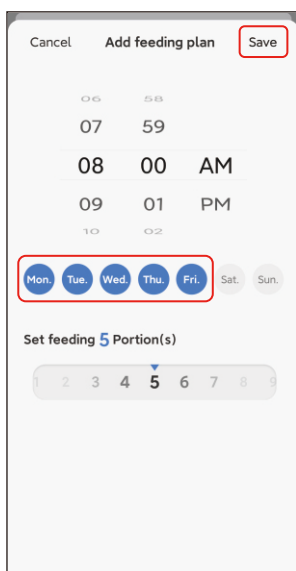 Cancel Add feeding plan Save
06 58
07 59
08 00 AM
09 01 PM
10 02
Mon. Tue. Wed. Thu. Fri. Sat. Sun.
Set feeding 5 Portion(s)
1 2 3 4 5 6 7 8 9